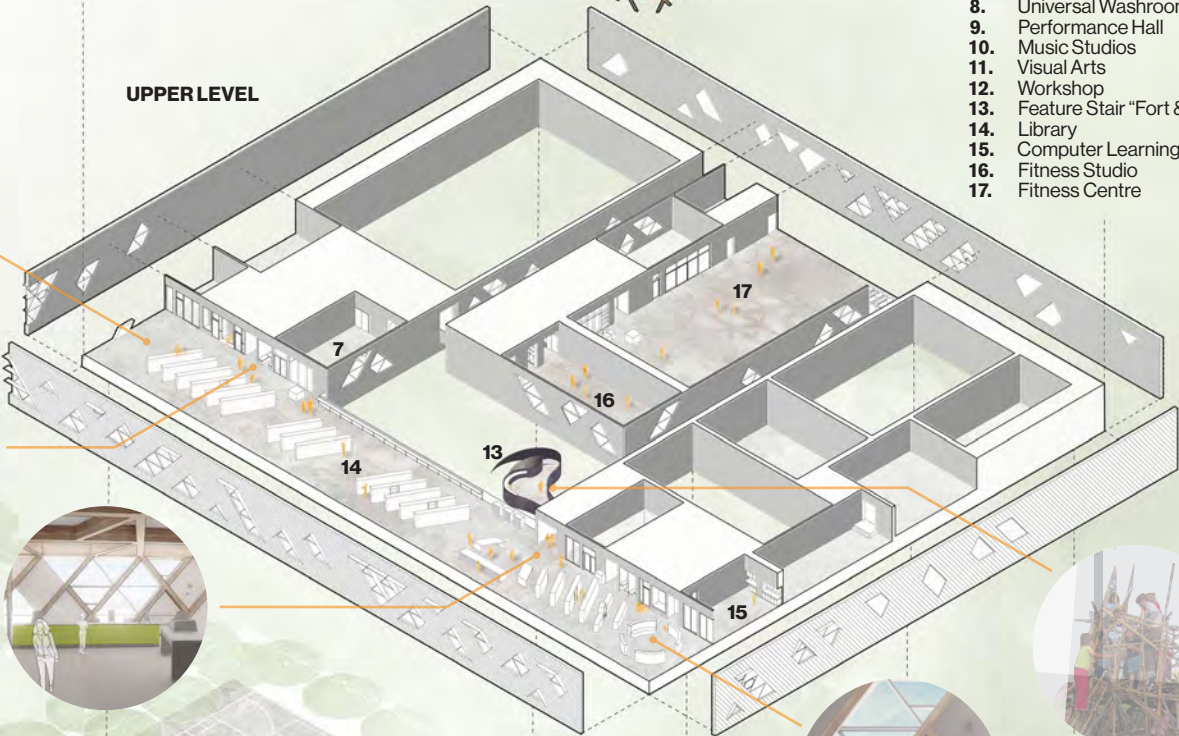 UPPER LEVEL
8. Universal Washroom
9. Performance Hall
10. Music Studios
11. Visual Arts
12. Workshop
13. Feature Stair “Fort &
14. Library
15. Computer Learning
16. Fitness Studio
17. Fitness Centre
17
7
16
13
14
15